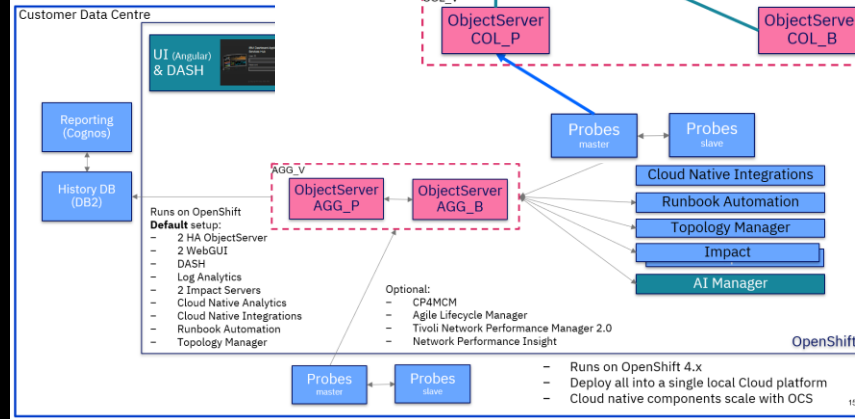 Customer Data Centre
UI (Angular)
& DASH
ObjectServer
COL_P
ObjectServer
COL_B
Reporting
(Cognos)
History DB
(DB2)
Probes
master
Probes
slave
AGG_V
ObjectServer
AGG_P
ObjectServer
AGG_B
Cloud Native Integrations
Runbook Automation
Topology Manager
Impact
AI Manager
Runs on OpenShift
Default setup:
– 2 HA ObjectServer
– 2 WebGUI
– DASH
– Log Analytics
– 2 Impact Servers
– Cloud Native Analytics
– Cloud Native Integrations
– Runbook Automation
– Topology Manager
Optional:
– CP4MCM
– Agile Lifecycle Manager
– Tivoli Network Performance Manager 2.0
– Network Performance Insight
OpenShift
Probes
master
Probes
slave
– Runs on OpenShift 4.x
– Deploy all into a single local Cloud platform
– Cloud native components scale with OCS
15